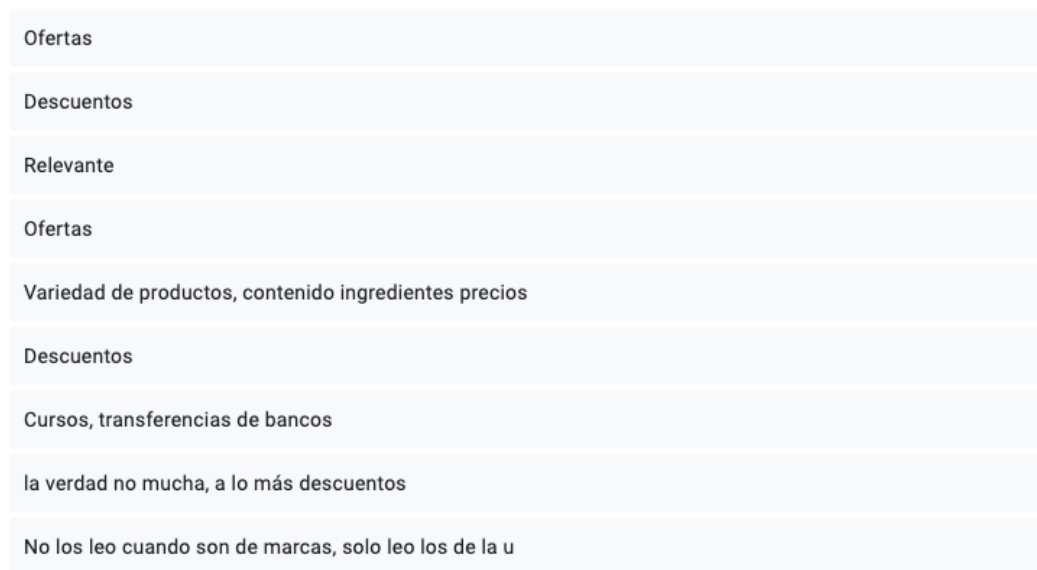 Ofertas
Descuentos
Relevante
Ofertas
Variedad de productos, contenido ingredientes precios
Descuentos
Cursos, transferencias de bancos
la verdad no mucha, a lo más descuentos
No los leo cuando son de marcas, solo leo los de la u